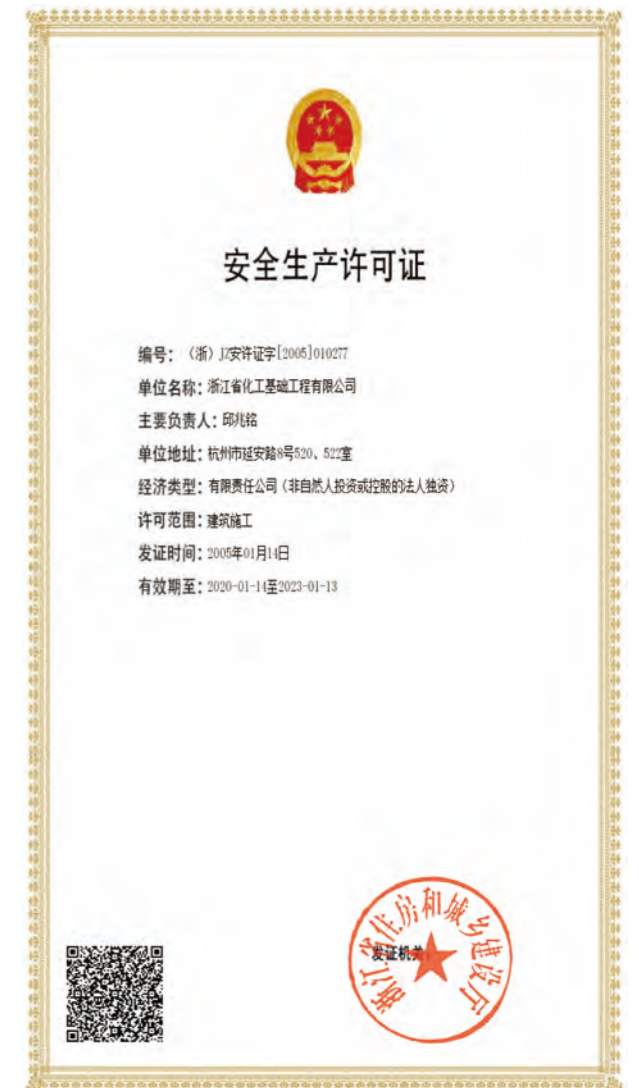 安全生产许可证
编号：（浙）JZ安许证字[2005]010277
单位名称：浙江省化工基础工程有限公司
主要负责人：邱兆铭
单位地址：杭州市延安路8号520、522室
经济类型：有限责任公司（非自然人投资或控股的法人独资）
许可范围：建筑施工
发证时间：2005年01月14日
有效期至：2020-01-14至2023-01-13
浙江省住房和城乡建设厅
发证机关：